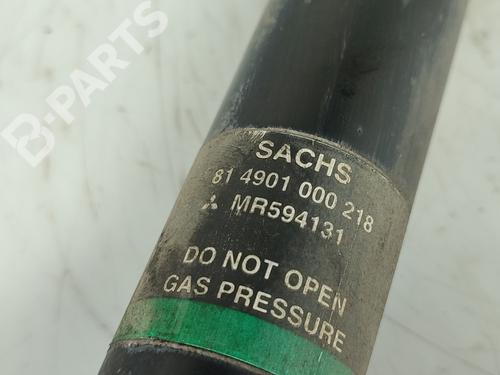 B-PARTS
SACHS
81 4901 000 218
MR594131
DO NOT OPEN
GAS PRESSURE